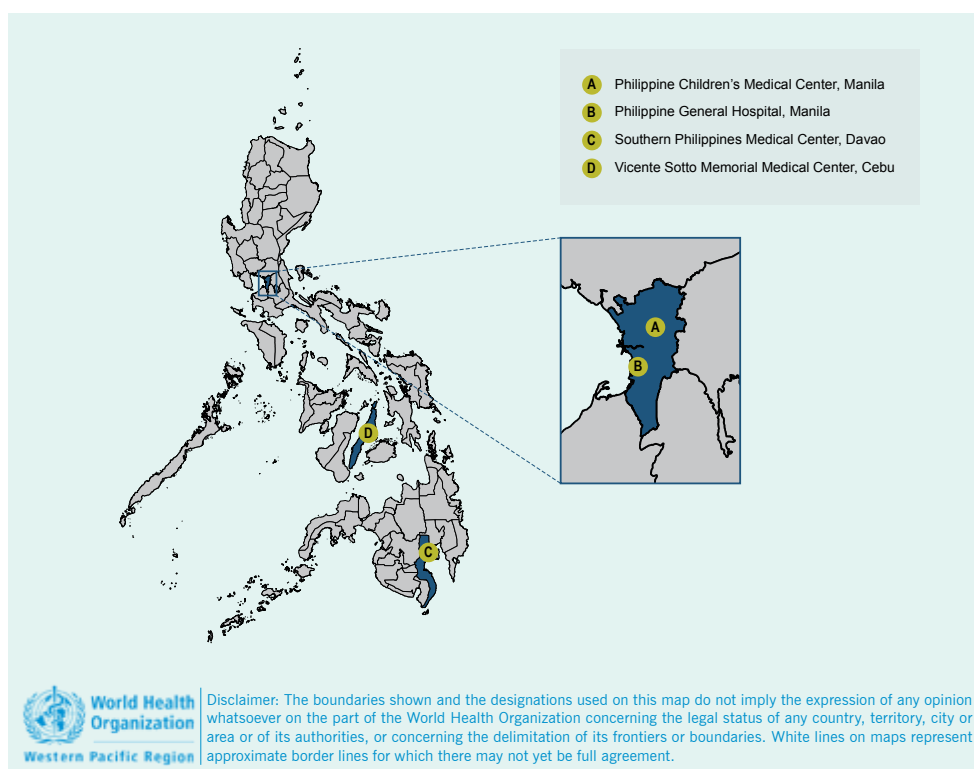 A Philippine Children's Medical Center, Manila
B Philippine General Hospital, Manila
C Southern Philippines Medical Center, Davao
D Vicente Sotto Memorial Medical Center, Cebu
A
B
D
C
World Health
Organization
Western Pacific Region
Disclaimer: The boundaries shown and the designations used on this map do not imply the expression of any opinion
whatsoever on the part of the World Health Organization concerning the legal status of any country, territory, city or
area or of its authorities, or concerning the delimitation of its frontiers or boundaries. White lines on maps represent
approximate border lines for which there may not yet be full agreement.